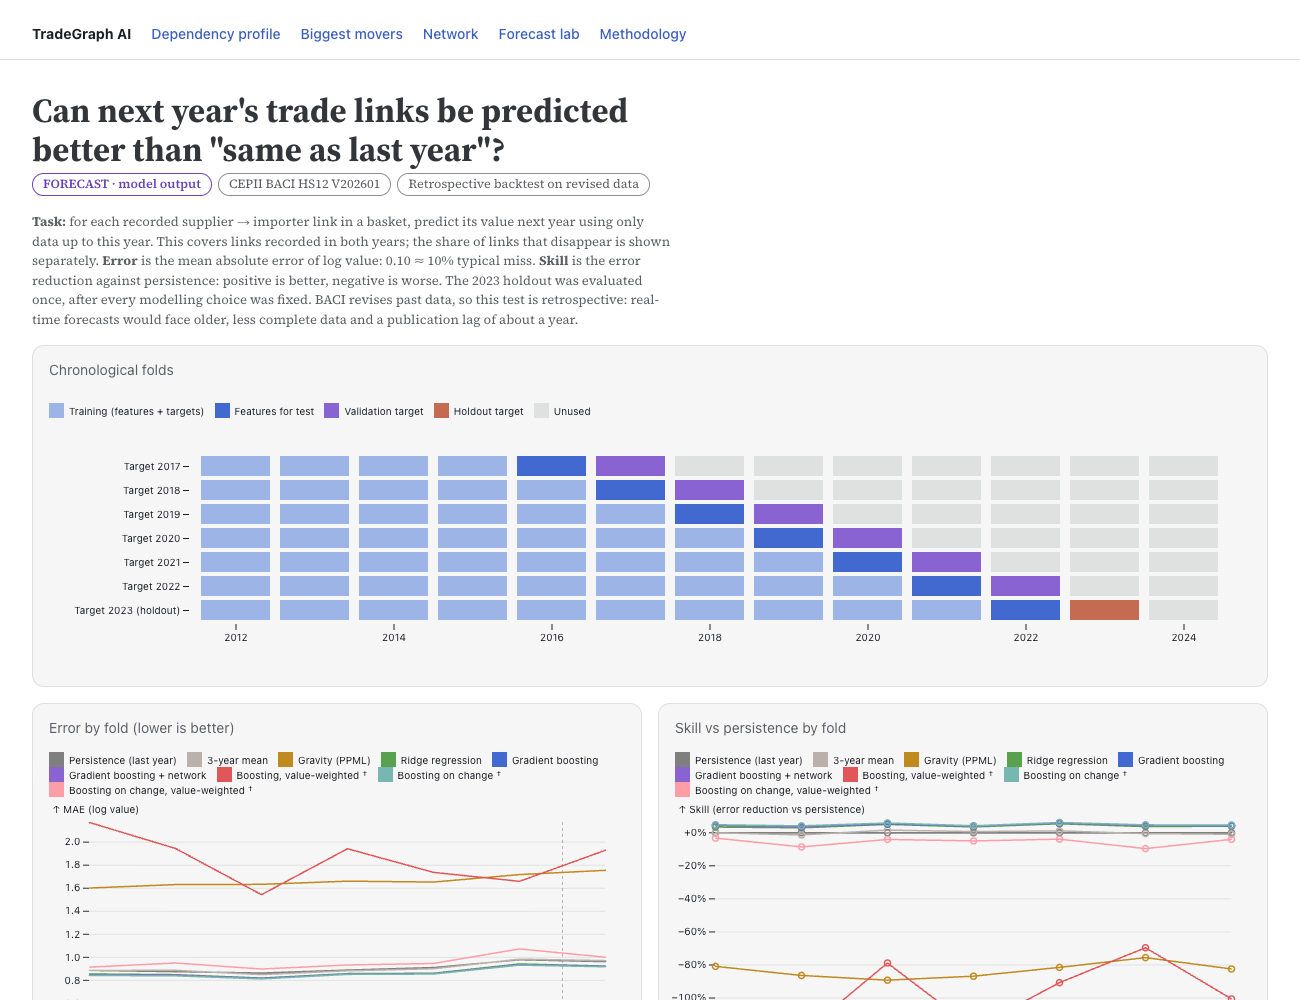 TradeGraph AI Dependency profile Biggest movers Network Forecast lab Methodology
Can next year's trade links be predicted
better than "same as last year"?
FORECAST · model output CEPII BACI HS12 V202601 Retrospective backtest on revised data
Task: for each recorded supplier → importer link in a basket, predict its value next year using only
data up to this year. This covers links recorded in both years; the share of links that disappear is shown
separately. Error is the mean absolute error of log value: 0.10 ≈ 10% typical miss. Skill is the error
reduction against persistence: positive is better, negative is worse. The 2023 holdout was evaluated
once, after every modelling choice was fixed. BACI revises past data, so this test is retrospective: real-
time forecasts would face older, less complete data and a publication lag of about a year.
Chronological folds
Training (features + targets) Features for test Validation target Holdout target Unused
Target 2017
Target 2018
Target 2019
Target 2020
Target 2021
Target 2022
Target 2023 (holdout)
2012 2014 2016 2018 2020 2022 2024
Error by fold (lower is better)
Persistence (last year) 3-year mean Gravity (PPML) Ridge regression Gradient boosting
Gradient boosting + network Boosting, value-weighted † Boosting on change †
Boosting on change, value-weighted †
↑ MAE (log value)
2.0
1.8
1.6
1.4
1.2
1.0
0.8
Skill vs persistence by fold
Persistence (last year) 3-year mean Gravity (PPML) Ridge regression Gradient boosting
Gradient boosting + network Boosting, value-weighted † Boosting on change †
Boosting on change, value-weighted †
↑ Skill (error reduction vs persistence)
+0%
−20%
−40%
−60%
−80%
−100%